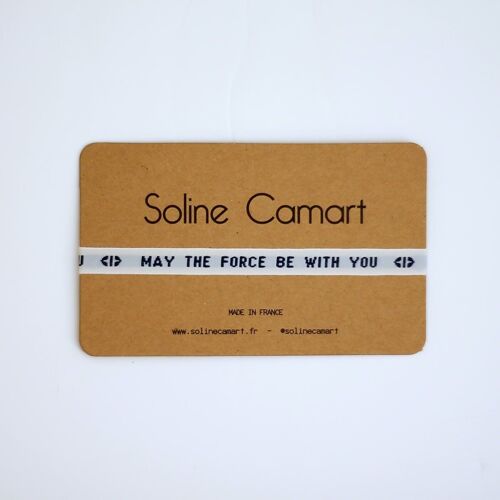 Soline Camart
U <I> MAY THE FORCE BE WITH YOU <I>
MADE IN FRANCE
www.solinecamart.fr - @solinecamart